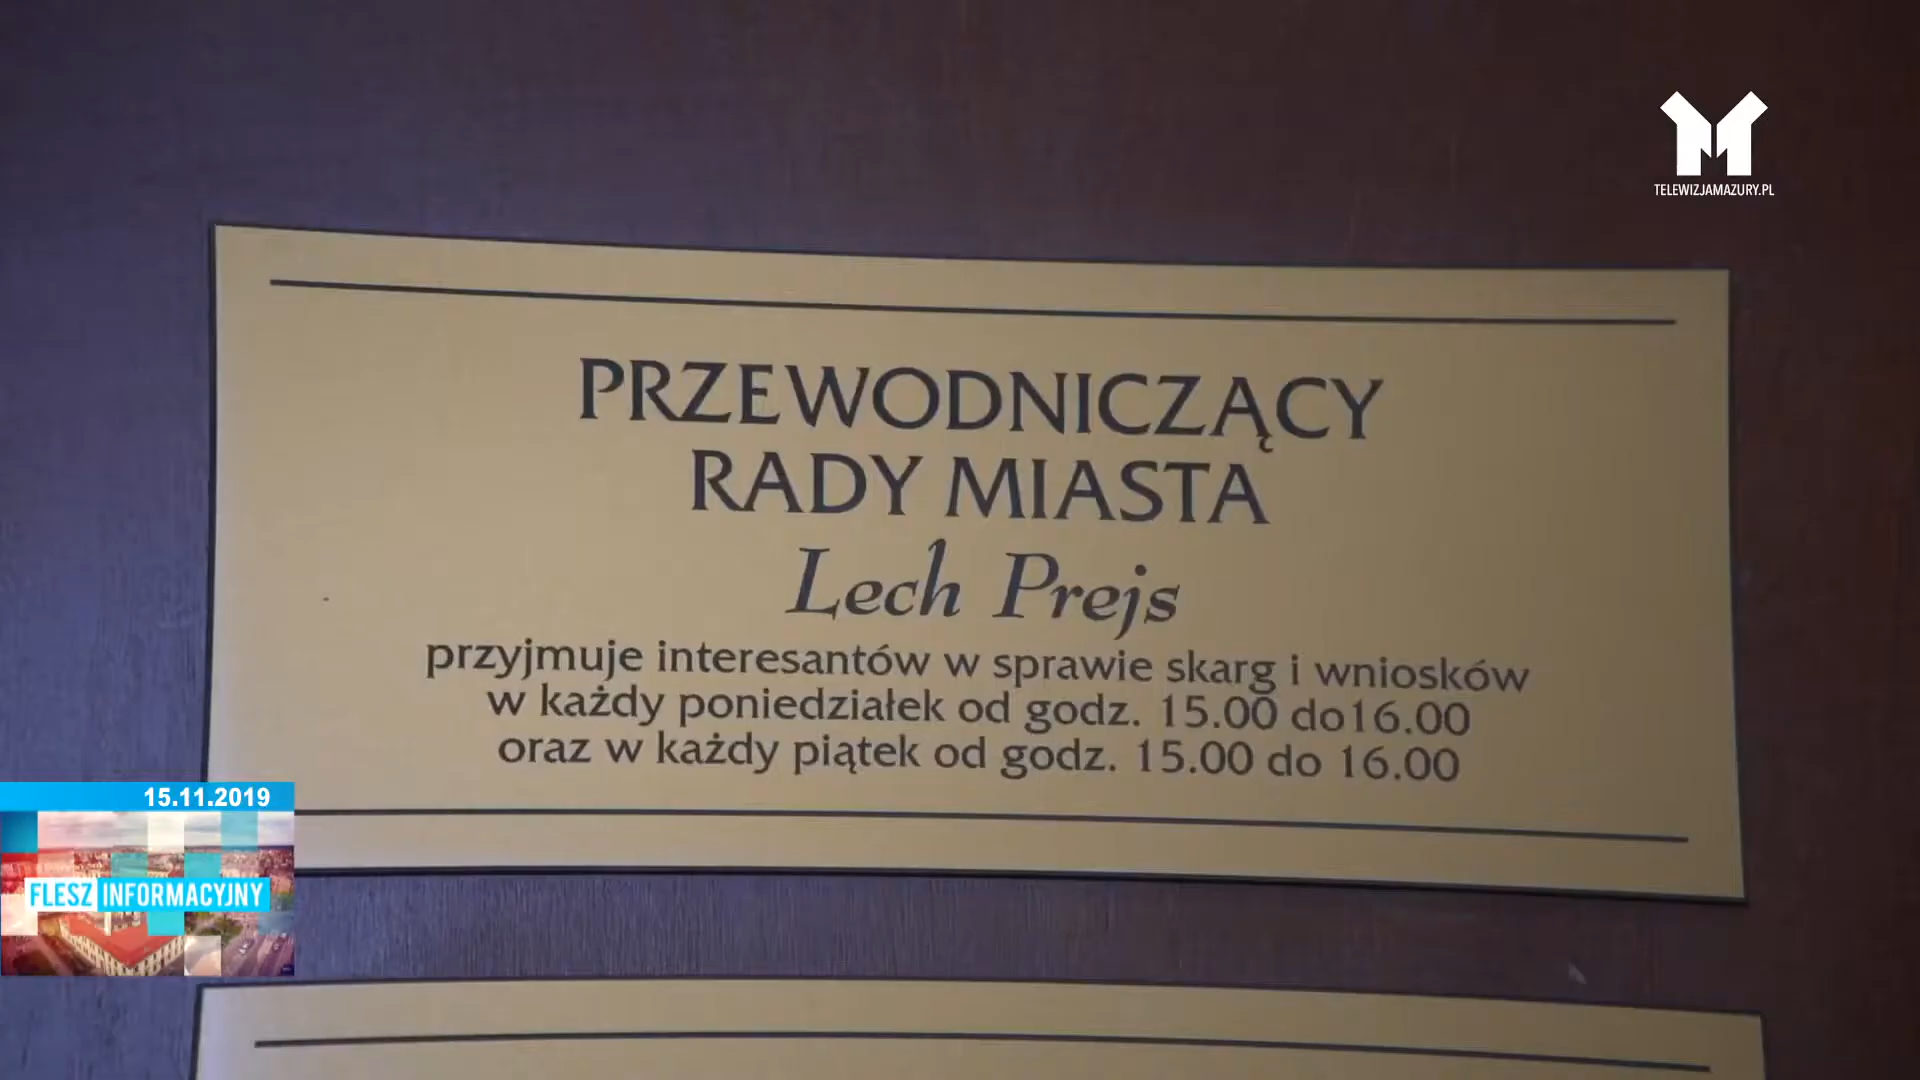 TELEWIZJAMAZURY.PL
PRZEWODNICZĄCY
RADY MIASTA
Lech Prejs
przyjmuje interesantów w sprawie skarg i wniosków
w każdy poniedziałek od godz. 15.00 do16.00
oraz w każdy piątek od godz. 15.00 do 16.00
15.11.2019
FLESZ INFORMACYJNY